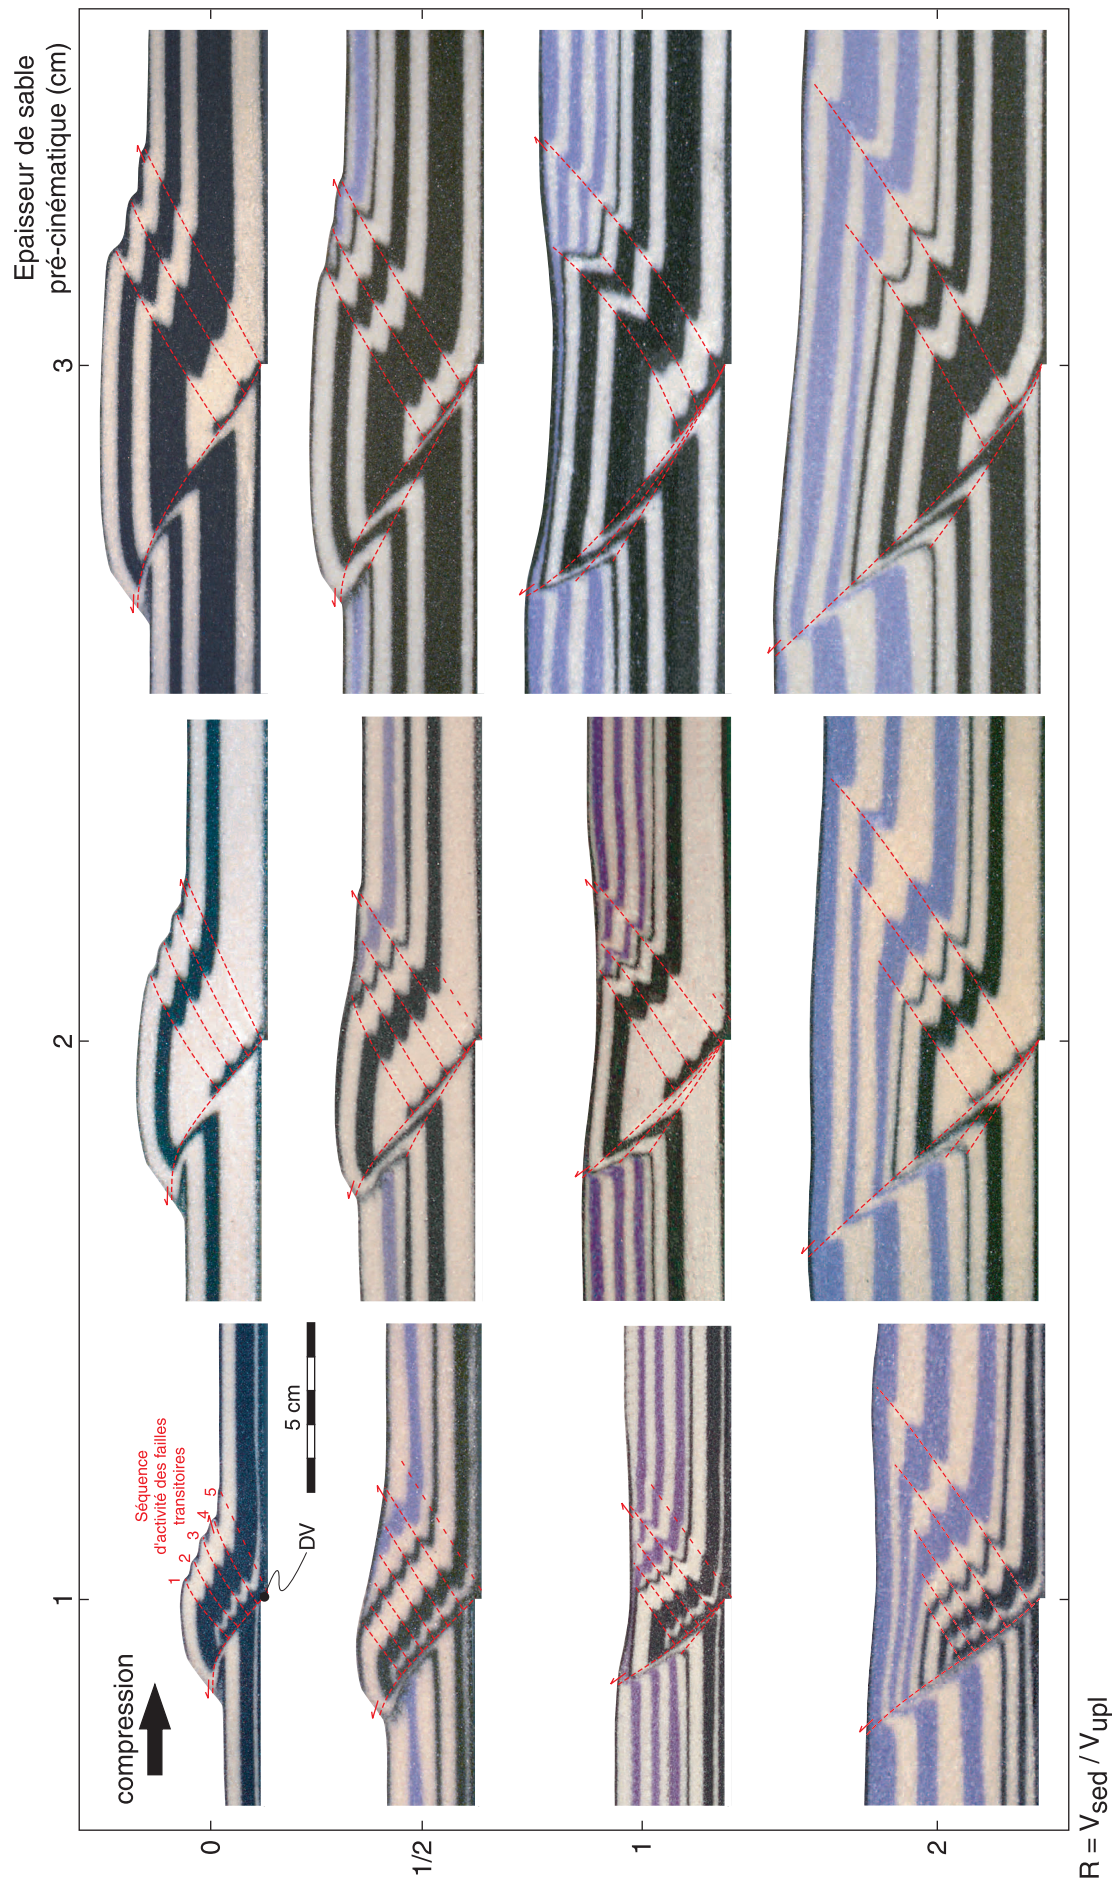 Epaisseur de sable
pré-cinématique (cm)
1
2
3
0
1/2
1
2
R = Vsed / Vupl
compression
Séquence
d'activité des failles
transitoires
1
2
3
4
5
DV
5 cm